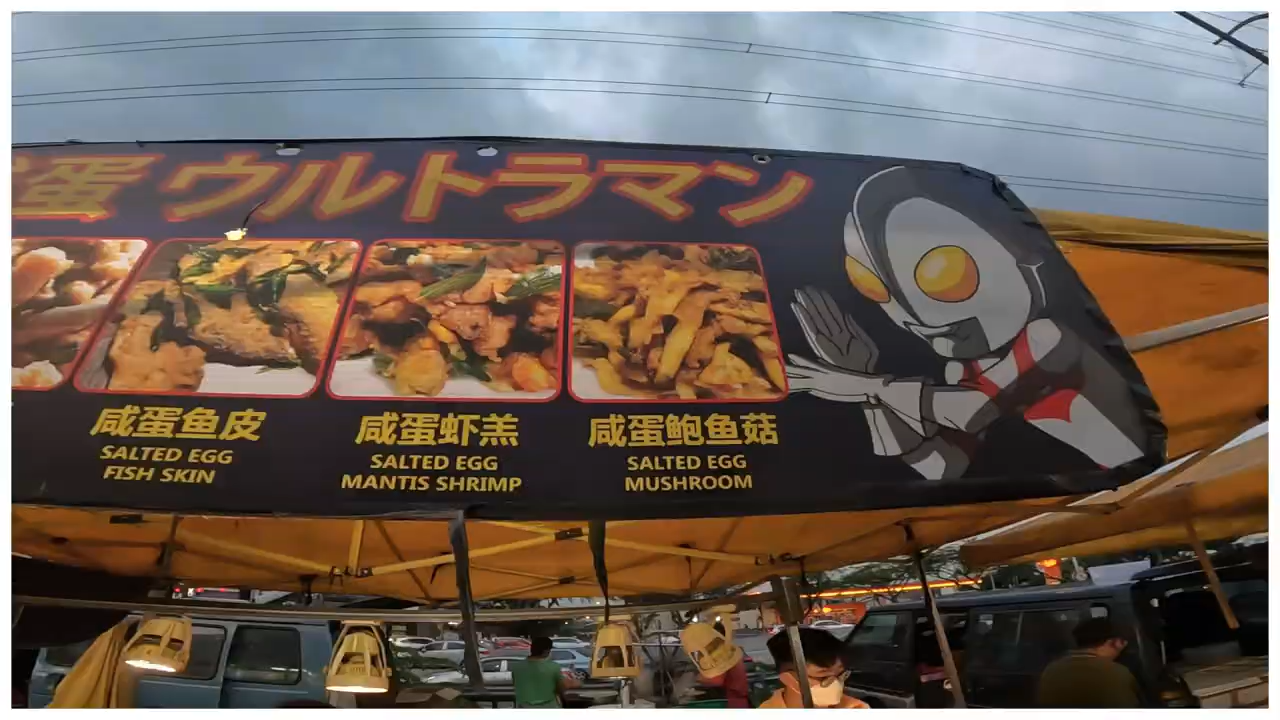 蛋 ウルトラマン
咸蛋鱼皮
SALTED EGG
FISH SKIN
咸蛋虾羔
SALTED EGG
MANTIS SHRIMP
咸蛋鲍鱼菇
SALTED EGG
MUSHROOM